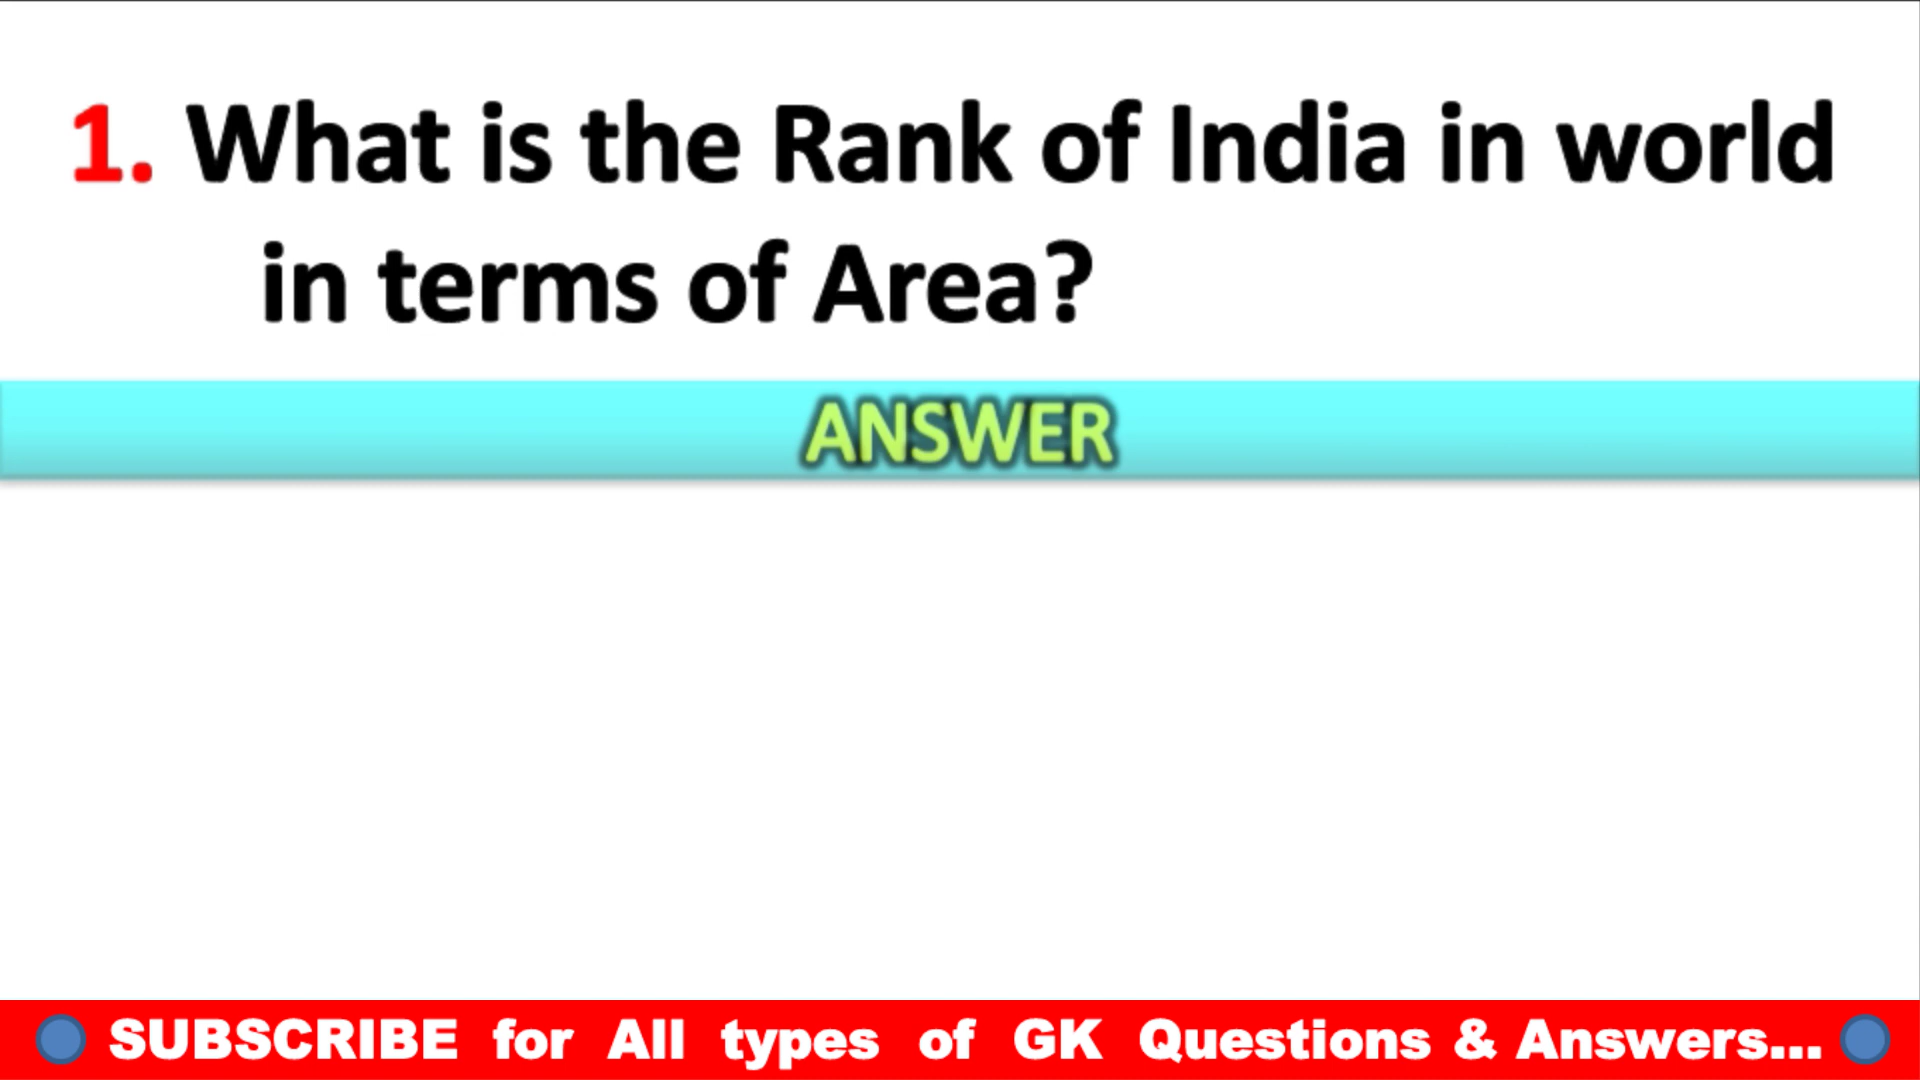 1. What is the Rank of India in world
in terms of Area?
ANSWER
SUBSCRIBE for All types of GK Questions & Answers...